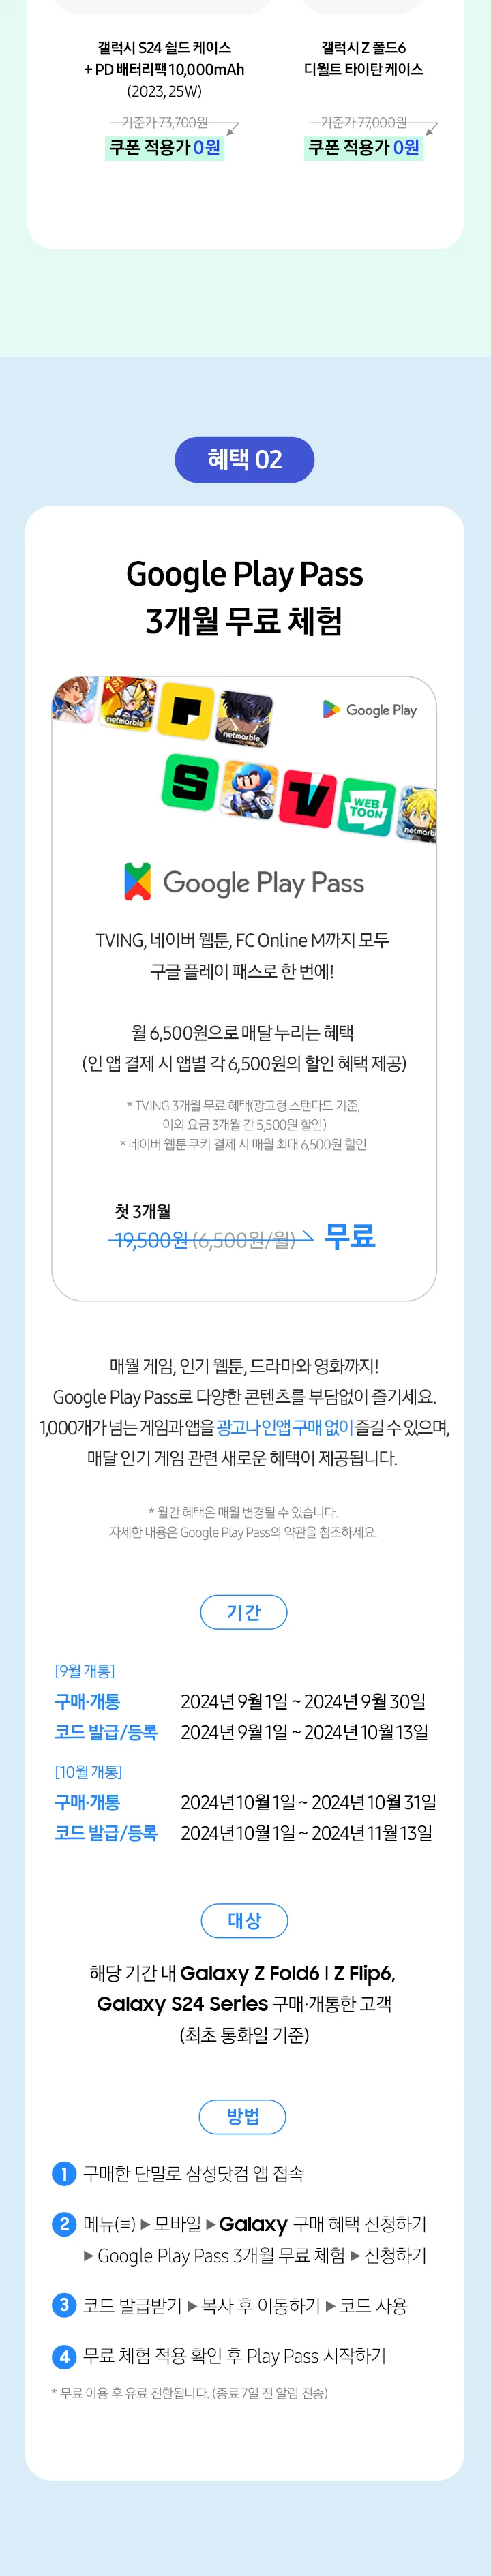 갤럭시 S24 쉴드 케이스
+ PD 배터리팩 10,000mAh
(2023, 25W)
기준가 73,700원
쿠폰 적용가 0원
갤럭시 Z 폴드6
디월트 타이탄 케이스
기준가 77,000원
쿠폰 적용가 0원
혜택 02
Google Play Pass
3개월 무료 체험
1ST
netmarble
netmarble
Google Play
S
V
WEB
TOON
netmarb
Google Play Pass
TVING, 네이버 웹툰, FC Online M까지 모두
구글 플레이 패스로 한 번에!
월 6,500원으로 매달 누리는 혜택
(인 앱 결제 시 앱별 각 6,500원의 할인 혜택 제공)
* TVING 3개월 무료 혜택(광고형 스탠다드 기준,
이외 요금 3개월 간 5,500원 할인)
* 네이버 웹툰 쿠키 결제 시 매월 최대 6,500원 할인
첫 3개월
19,500원 (6,500원/월) 무료
매월 게임, 인기 웹툰, 드라마와 영화까지!
Google Play Pass로 다양한 콘텐츠를 부담없이 즐기세요.
1,000개가 넘는 게임과 앱을 광고나 인앱 구매 없이 즐길 수 있으며,
매달 인기 게임 관련 새로운 혜택이 제공됩니다.
* 월간 혜택은 매월 변경될 수 있습니다.
자세한 내용은 Google Play Pass의 약관을 참조하세요.
기간
[9월 개통]
구매·개통 2024년 9월 1일 ~ 2024년 9월 30일
코드 발급/등록 2024년 9월 1일 ~ 2024년 10월 13일
[10월 개통]
구매·개통 2024년 10월 1일 ~ 2024년 10월 31일
코드 발급/등록 2024년 10월 1일 ~ 2024년 11월 13일
대상
해당 기간 내 Galaxy Z Fold6 | Z Flip6,
Galaxy S24 Series 구매·개통한 고객
(최초 통화일 기준)
방법
1 구매한 단말로 삼성닷컴 앱 접속
2 메뉴(≡) ▶ 모바일 ▶ Galaxy 구매 혜택 신청하기
▶ Google Play Pass 3개월 무료 체험 ▶ 신청하기
3 코드 발급받기 ▶ 복사 후 이동하기 ▶ 코드 사용
4 무료 체험 적용 확인 후 Play Pass 시작하기
* 무료 이용 후 유료 전환됩니다. (종료 7일 전 알림 전송)